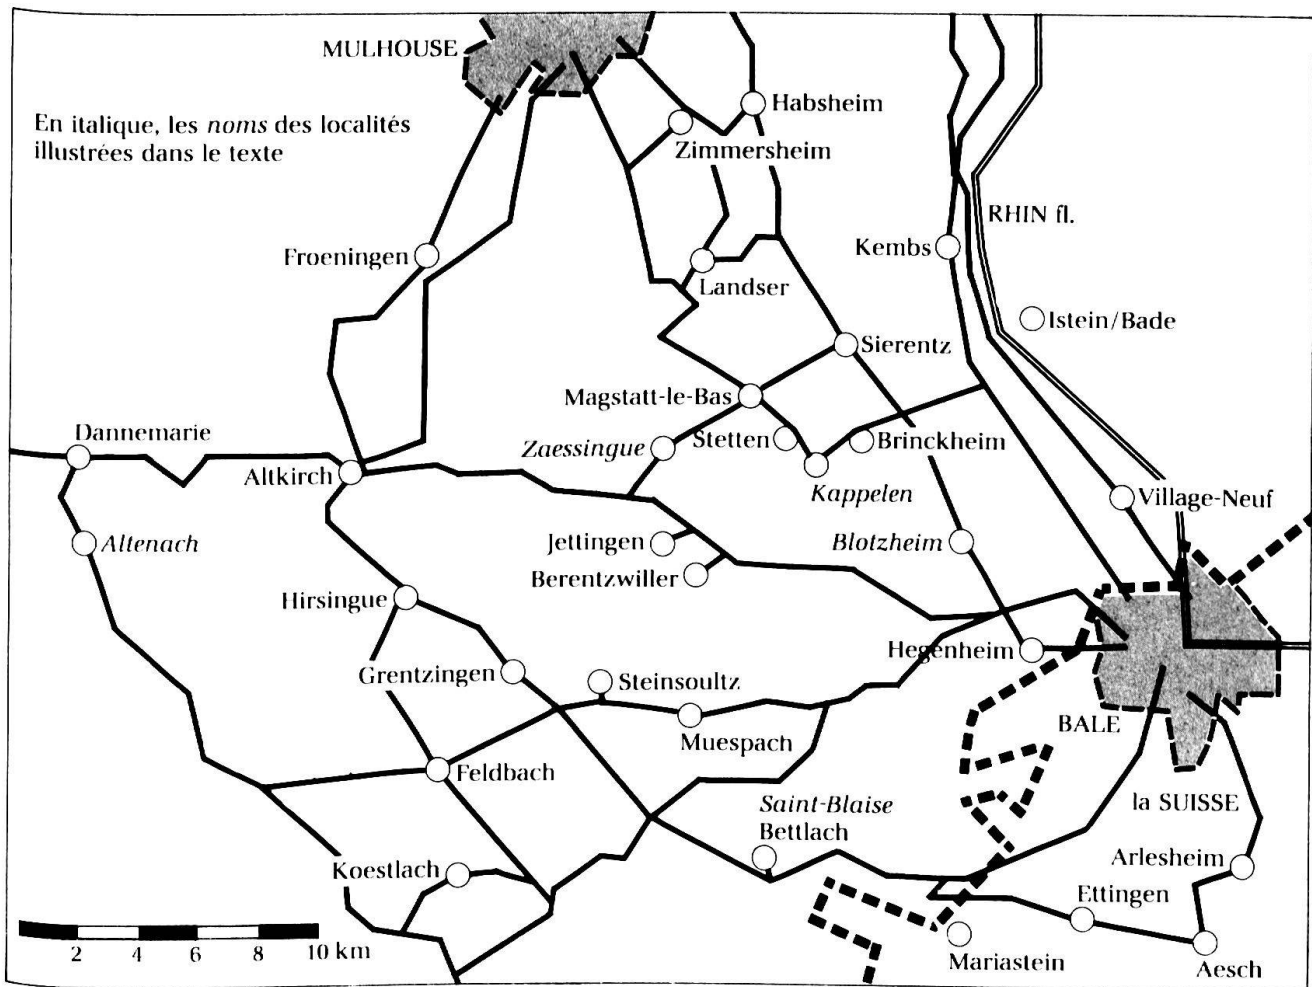 MULHOUSE
Habsheim
En italique, les noms des localités
illustrées dans le texte
Zimmersheim
RHIN fl.
Froeningen
Kembs
Landser
Istein/Bade
Sierentz
Magstatt-le-Bas
Dannemarie
Zaessingue
Stetten
Brinckheim
Altkirch
Kappelen
Village-Neuf
Altenach
Jettingen
Blotzheim
Berentzwiller
Hirsingue
Hegenheim
Grentzingen
Steinsoultz
BALE
Muespach
Feldbach
Saint-Blaise
la SUISSE
Bettlach
Koestlach
Arlesheim
Ettingen
2 4 6 8 10 km
Mariastein
Aesch